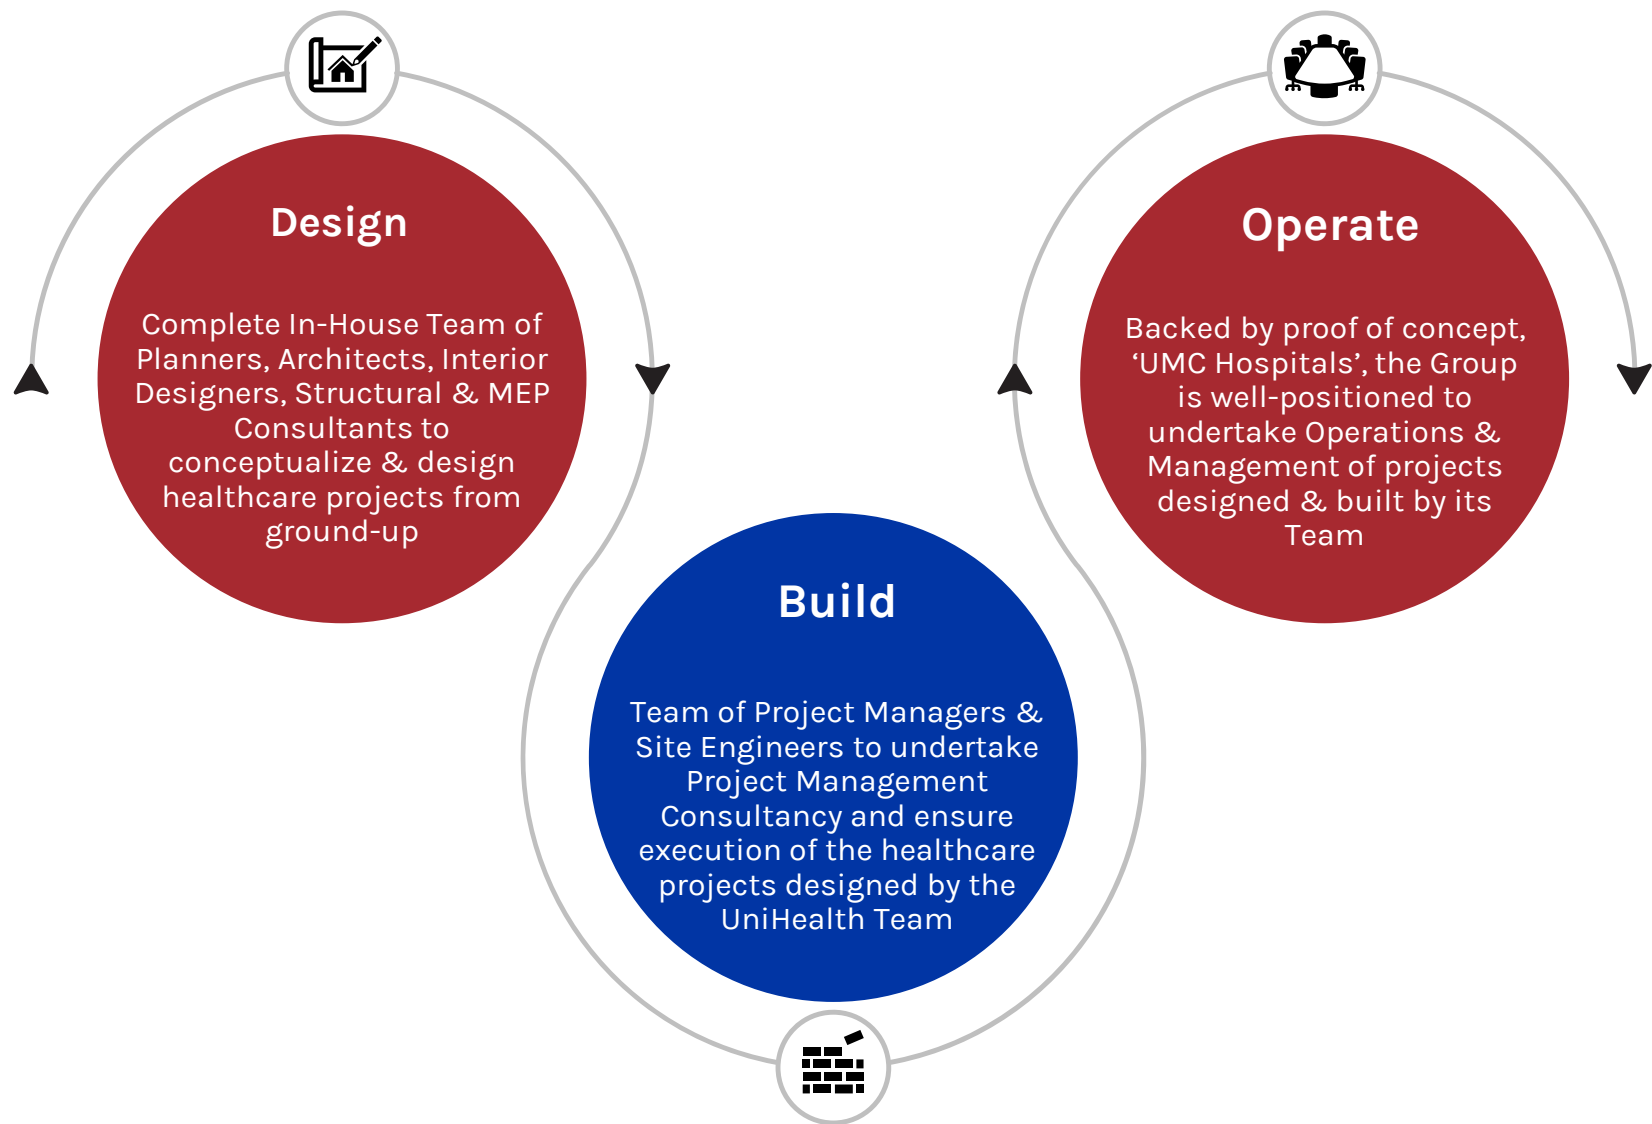 Design
Complete In-House Team of
Planners, Architects, Interior
Designers, Structural & MEP
Consultants to
conceptualize & design
healthcare projects from
ground-up
Build
Team of Project Managers &
Site Engineers to undertake
Project Management
Consultancy and ensure
execution of the healthcare
projects designed by the
UniHealth Team
Operate
Backed by proof of concept,
‘UMC Hospitals’, the Group
is well-positioned to
undertake Operations &
Management of projects
designed & built by its
Team